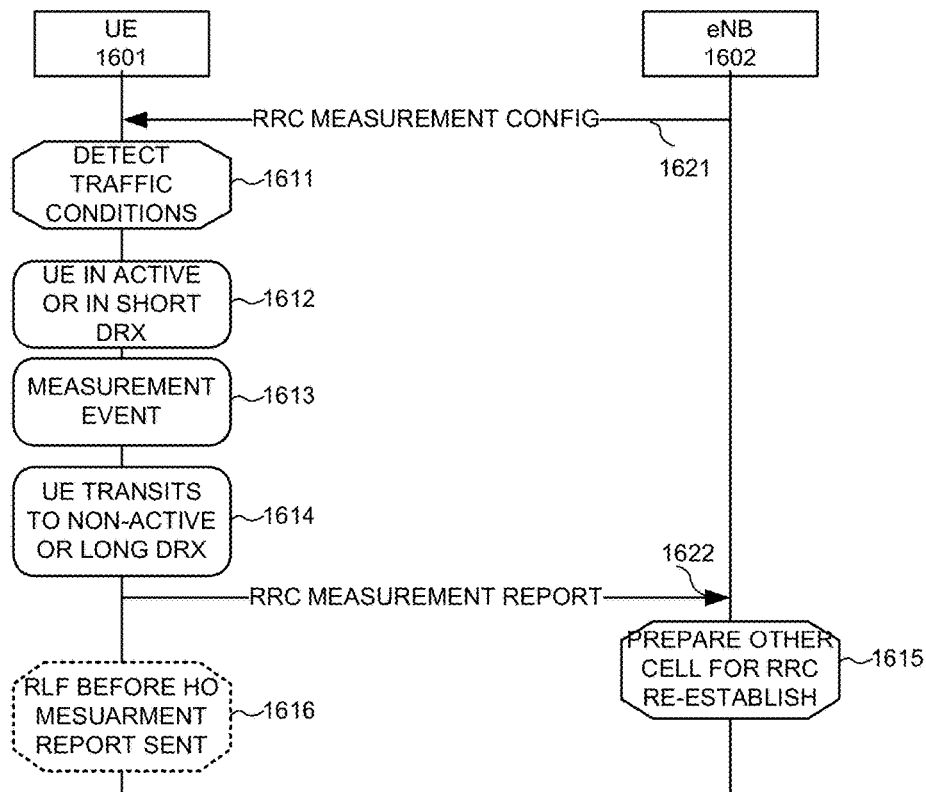 UE
1601
eNB
1602
RRC MEASUREMENT CONFIG
1621
DETECT
TRAFFIC
CONDITIONS
1611
UE IN ACTIVE
OR IN SHORT
DRX
1612
MEASUREMENT
EVENT
1613
UE TRANSITS
TO NON-ACTIVE
OR LONG DRX
1614
1622
RRC MEASUREMENT REPORT
PREPARE OTHER
CELL FOR RRC
RE-ESTABLISH
1615
RLF BEFORE HO
MESUARMENT
REPORT SENT
1616